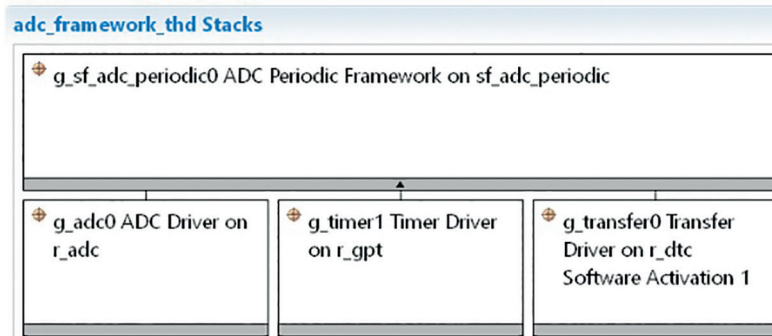 adc_framework_thd Stacks
g_sf_adc_periodic0 ADC Periodic Framework on sf_adc_periodic
g_adc0 ADC Driver on
r_adc
g_timer1 Timer Driver
on r_gpt
g_transfer0 Transfer
Driver on r_dtc
Software Activation 1